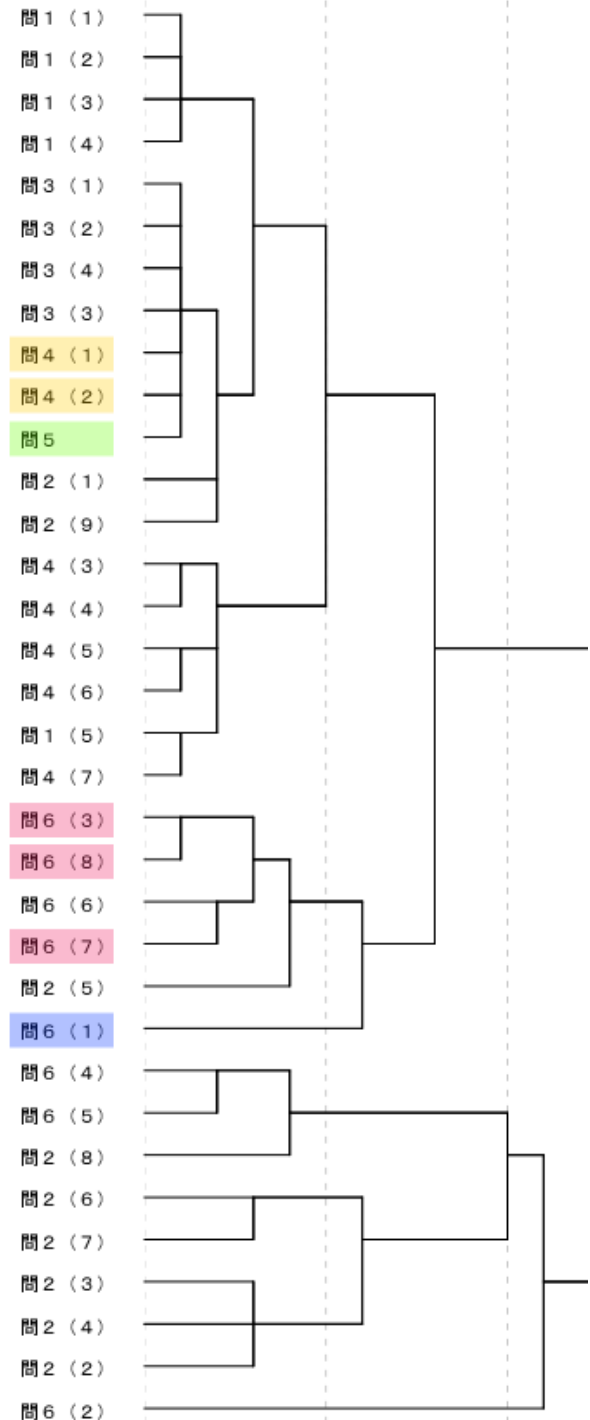 問1（1）
問1（2）
問1（3）
問1（4）
問3（1）
問3（2）
問3（4）
問3（3）
問4（1）
問4（2）
問5
問2（1）
問2（9）
問4（3）
問4（4）
問4（5）
問4（6）
問1（5）
問4（7）
問6（3）
問6（8）
問6（6）
問6（7）
問2（5）
問6（1）
問6（4）
問6（5）
問2（8）
問2（6）
問2（7）
問2（3）
問2（4）
問2（2）
問6（2）